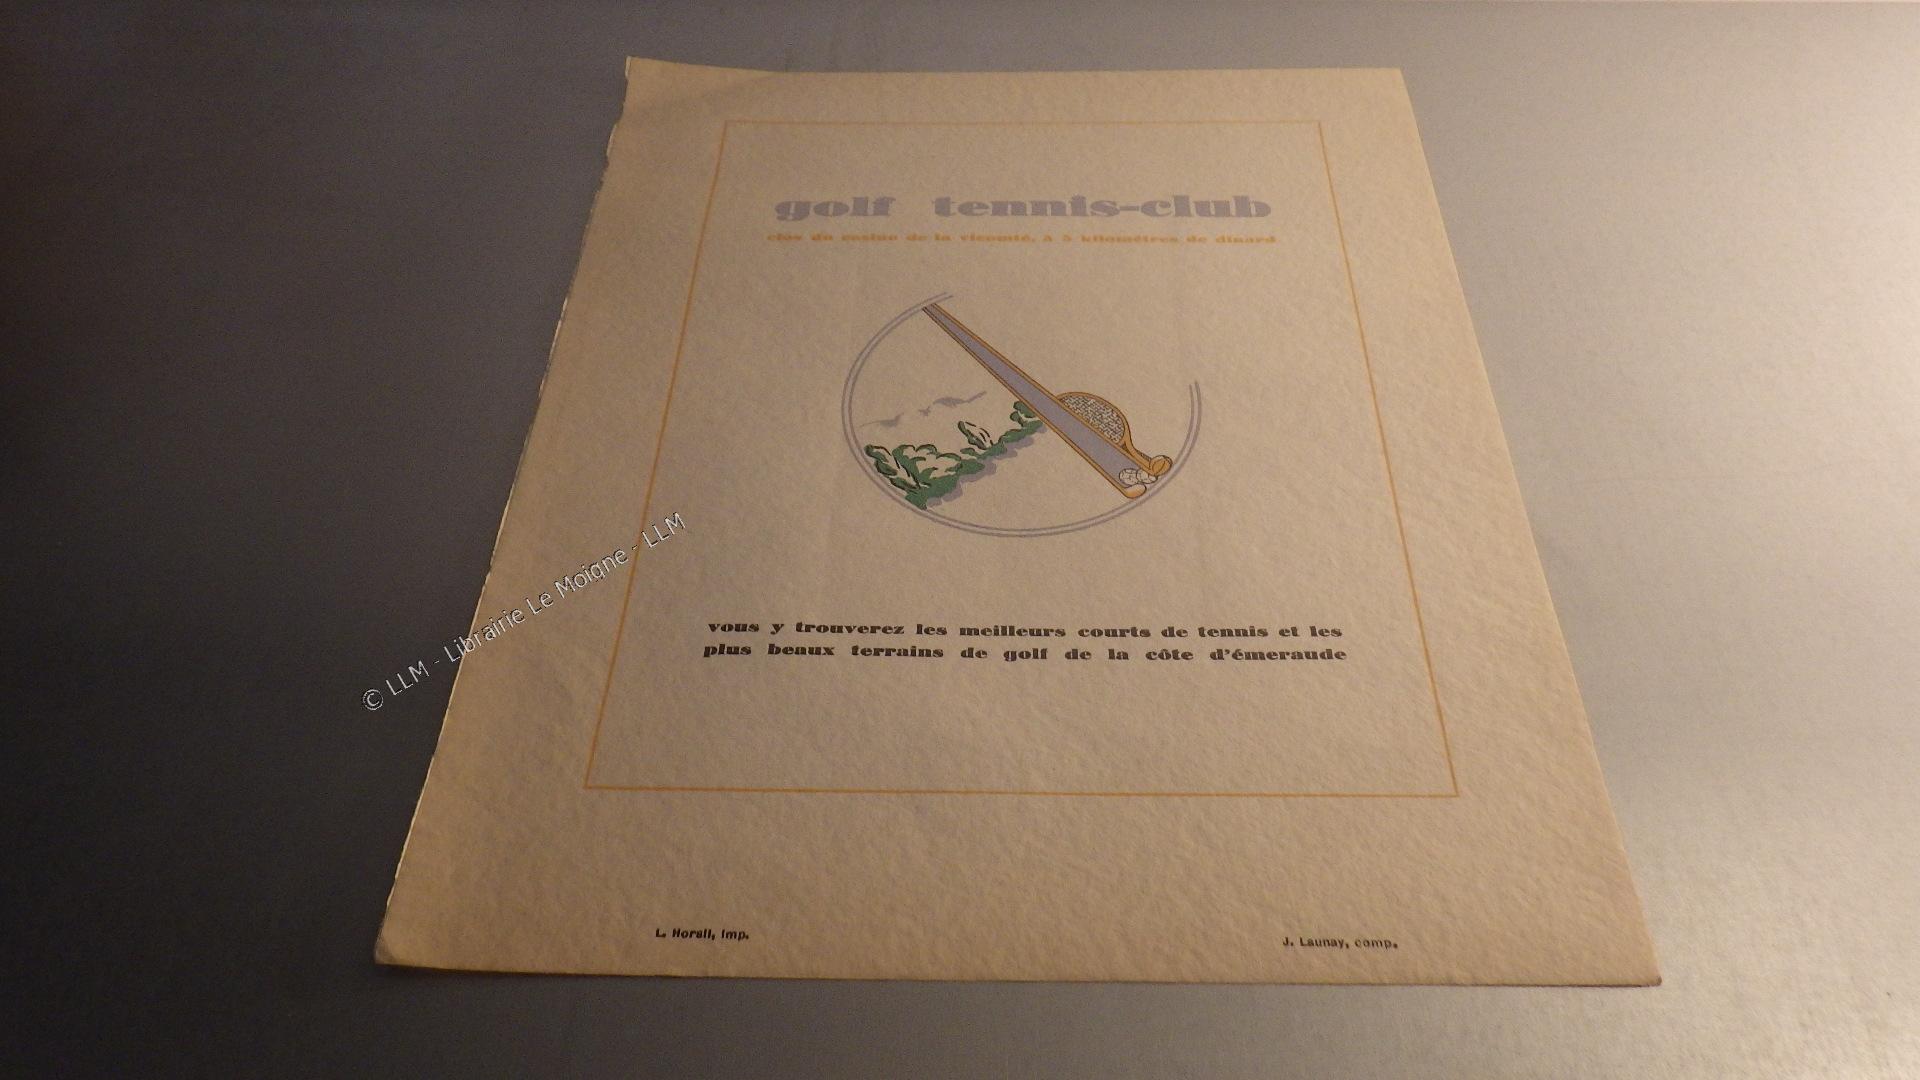 golf tennis-club
clos du casino de la vicomté, à 5 kilomètres de dinard
vous y trouverez les meilleurs courts de tennis et les
plus beaux terrains de golf de la côte d'émeraude
L. Horsil, imp.
J. Launay, comp.
© LLM - Librairie Le Moigne - LLM